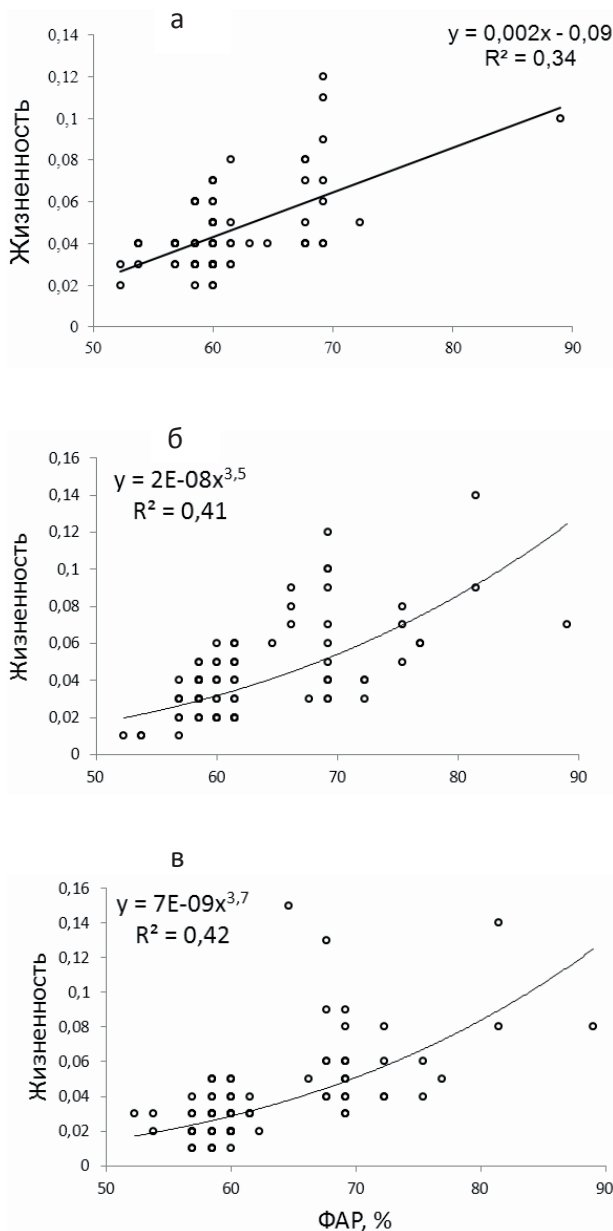 а
y = 0,002x - 0,09
R² = 0,34
Жизненность
0,14
0,12
0,1
0,08
0,06
0,04
0,02
0
50 60 70 80 90
б
y = 2E-08x^3,5
R² = 0,41
Жизненность
0,16
0,14
0,12
0,1
0,08
0,06
0,04
0,02
0
50 60 70 80 90
в
y = 7E-09x^3,7
R² = 0,42
Жизненность
0,16
0,14
0,12
0,1
0,08
0,06
0,04
0,02
0
50 60 70 80 90
ФАР, %